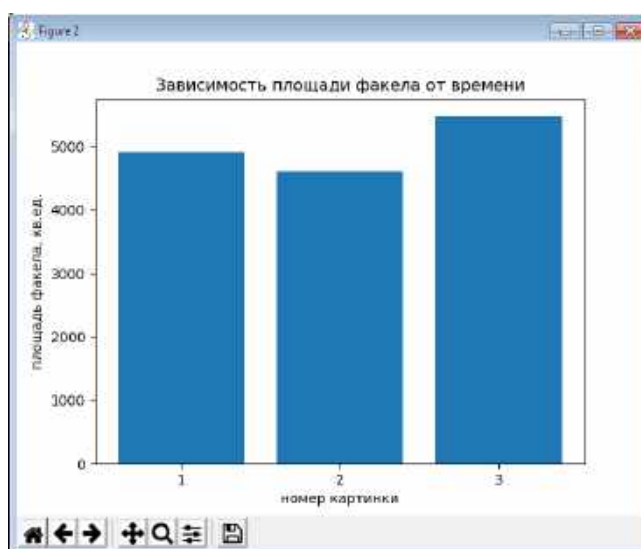 Figure 2
Зависимость площади факела от времени
площадь факела, кв.ед.
5000
4000
3000
2000
1000
0
1 2 3
номер картинки